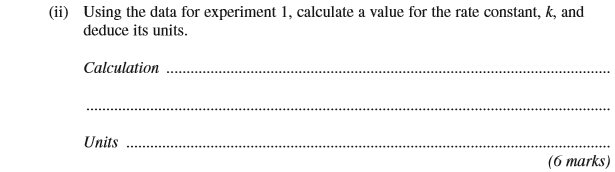 (ii) Using the data for experiment 1, calculate a value for the rate constant, k, and
deduce its units.
Calculation ..............................................................................................................
....................................................................................................................................
Units ........................................................................................................................
(6 marks)